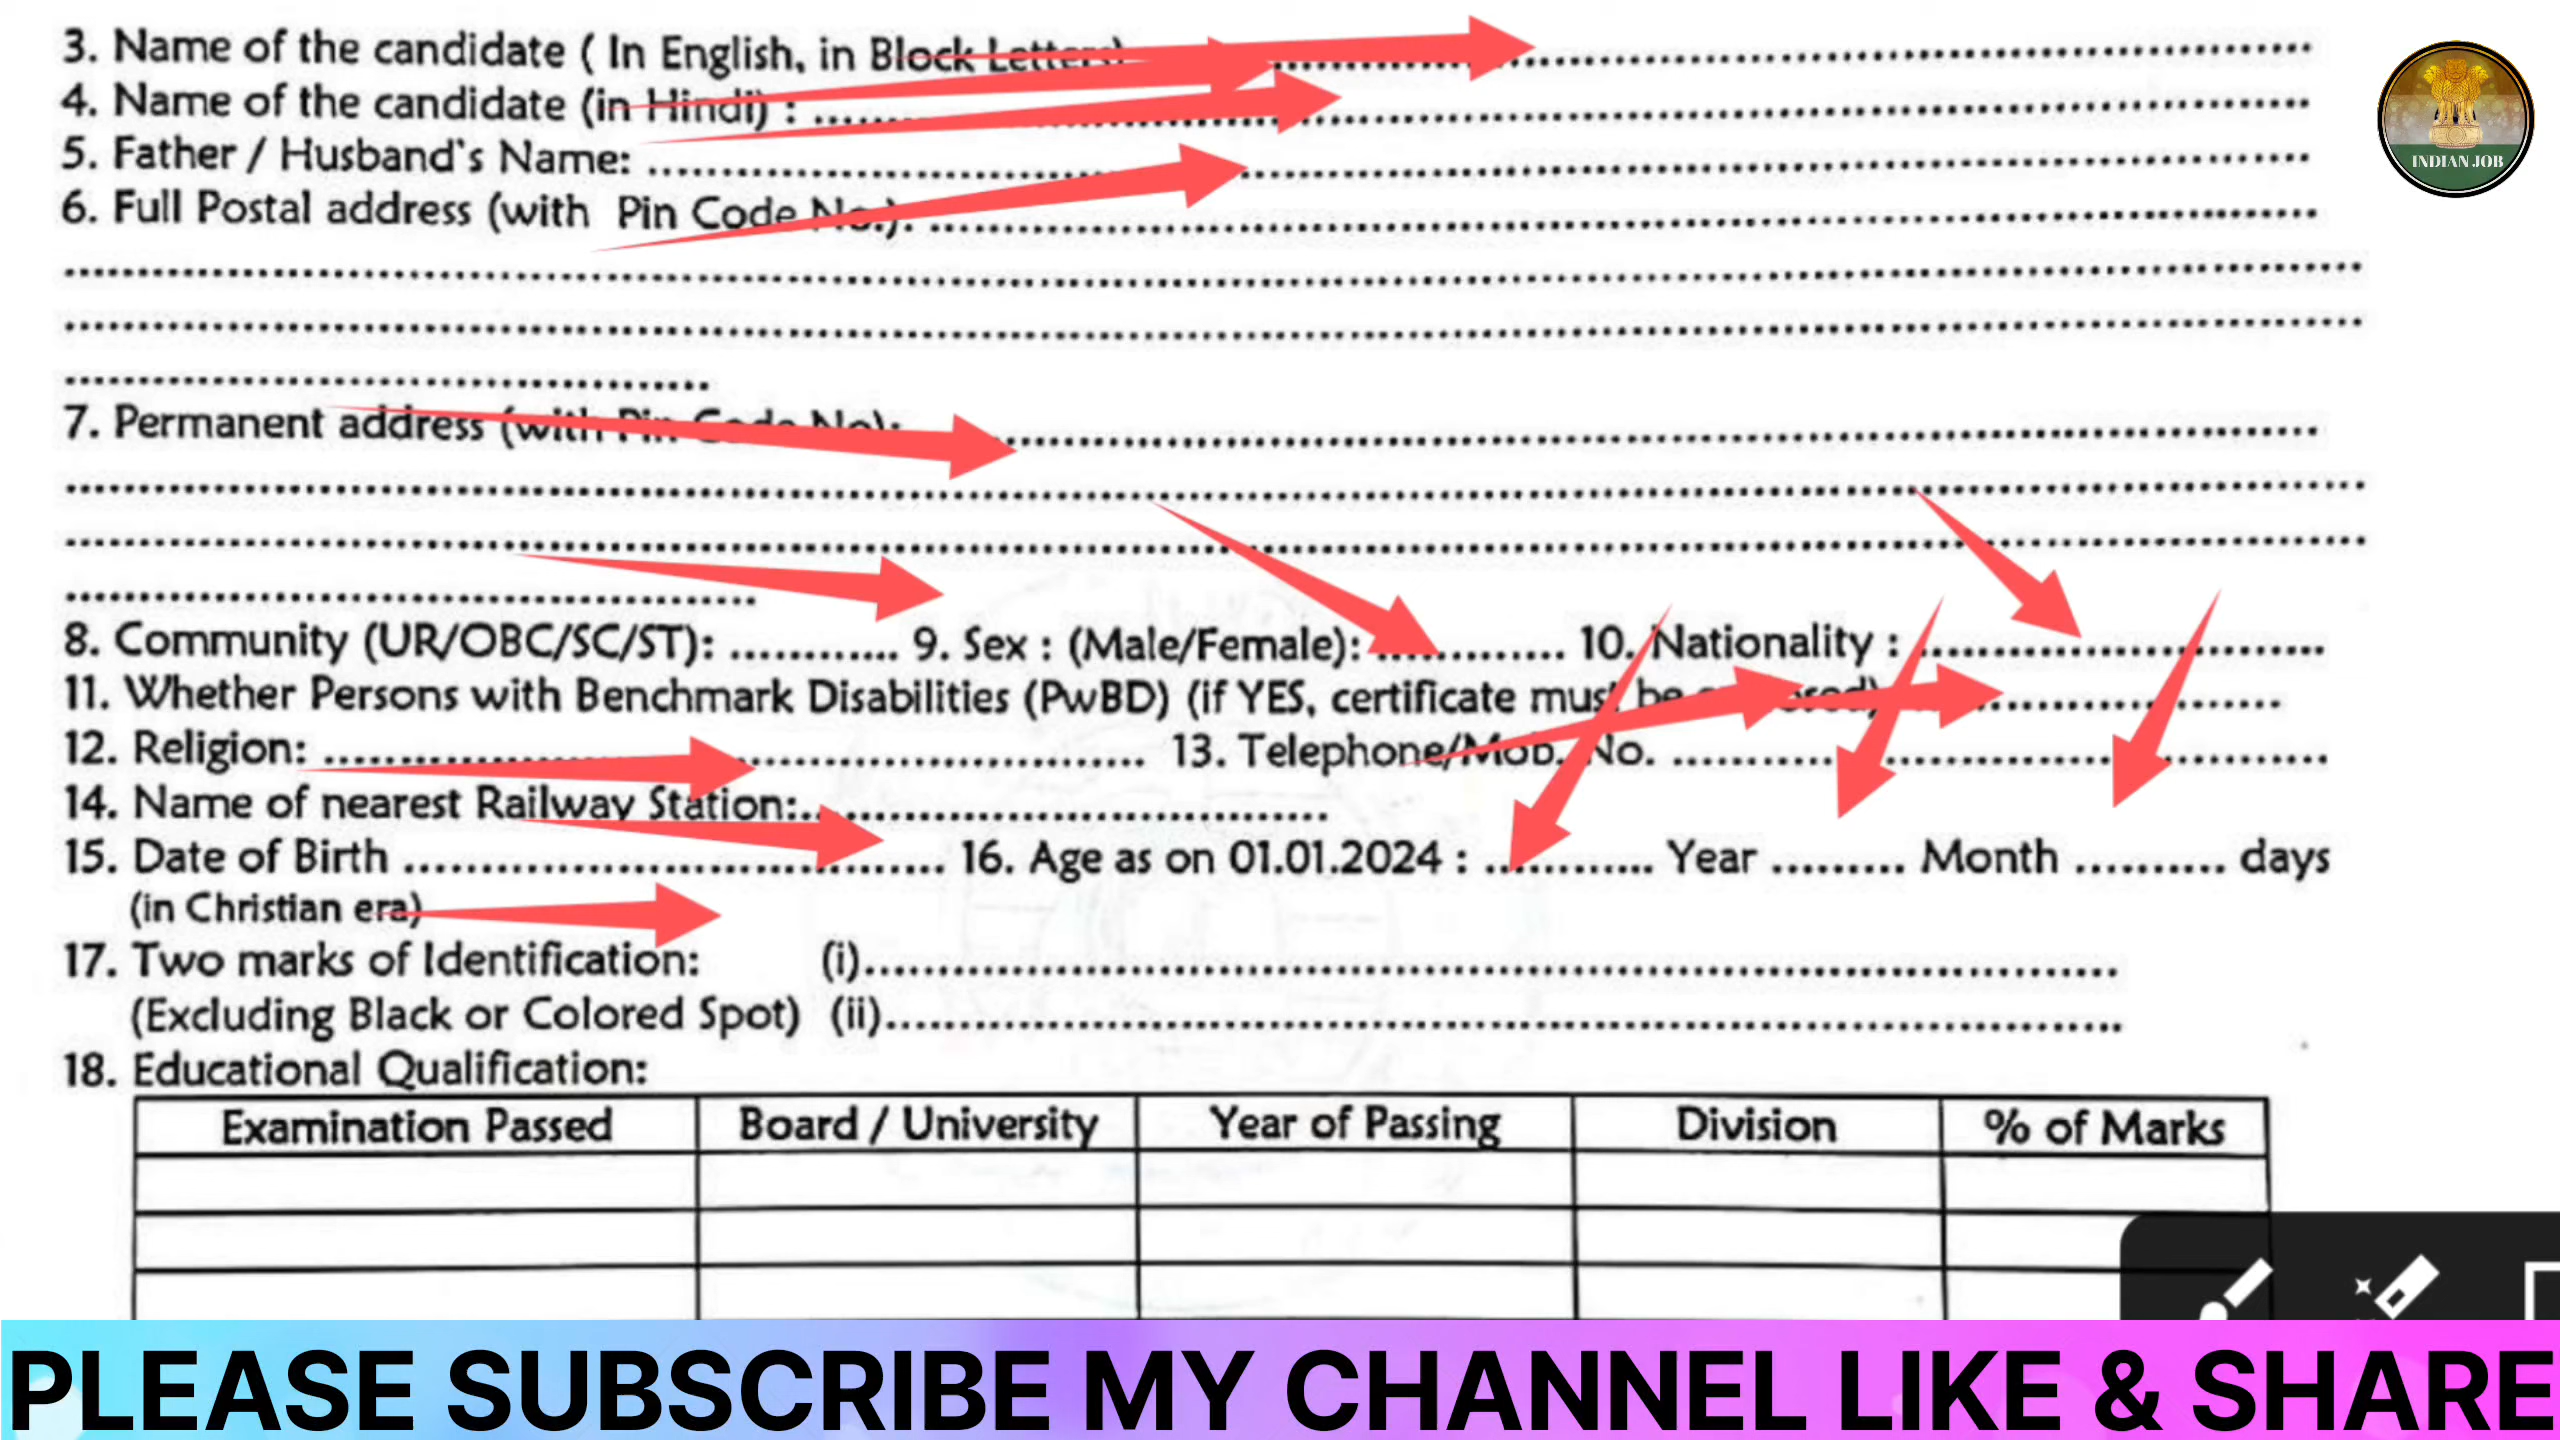 3. Name of the candidate ( In English, in Block Letters)
4. Name of the candidate (in Hindi) :
INDIAN JOB
5. Father / Husband's Name:
6. Full Postal address (with Pin Code No.):
7. Permanent address (with Pin Code No):
8. Community (UR/OBC/SC/ST): ............ 9. Sex : (Male/Female): ............. 10. Nationality :
11. Whether Persons with Benchmark Disabilities (PwBD) (if YES, certificate must be
12. Religion: 13. Telephone/Mob. No.
14. Name of nearest Railway Station:
15. Date of Birth 16. Age as on 01.01.2024 : ............ Year ......... Month .......... days
(in Christian era)
17. Two marks of Identification: (i)
(Excluding Black or Colored Spot) (ii)
18. Educational Qualification:
Examination Passed Board / University Year of Passing Division % of Marks
PLEASE SUBSCRIBE MY CHANNEL LIKE & SHARE